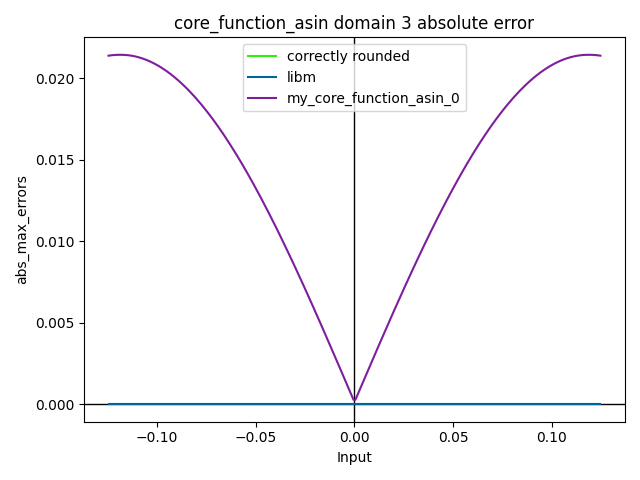 core_function_asin domain 3 absolute error
correctly rounded
libm
my_core_function_asin_0
abs_max_errors
0.020
0.015
0.010
0.005
0.000
−0.10
−0.05
0.00
0.05
0.10
Input